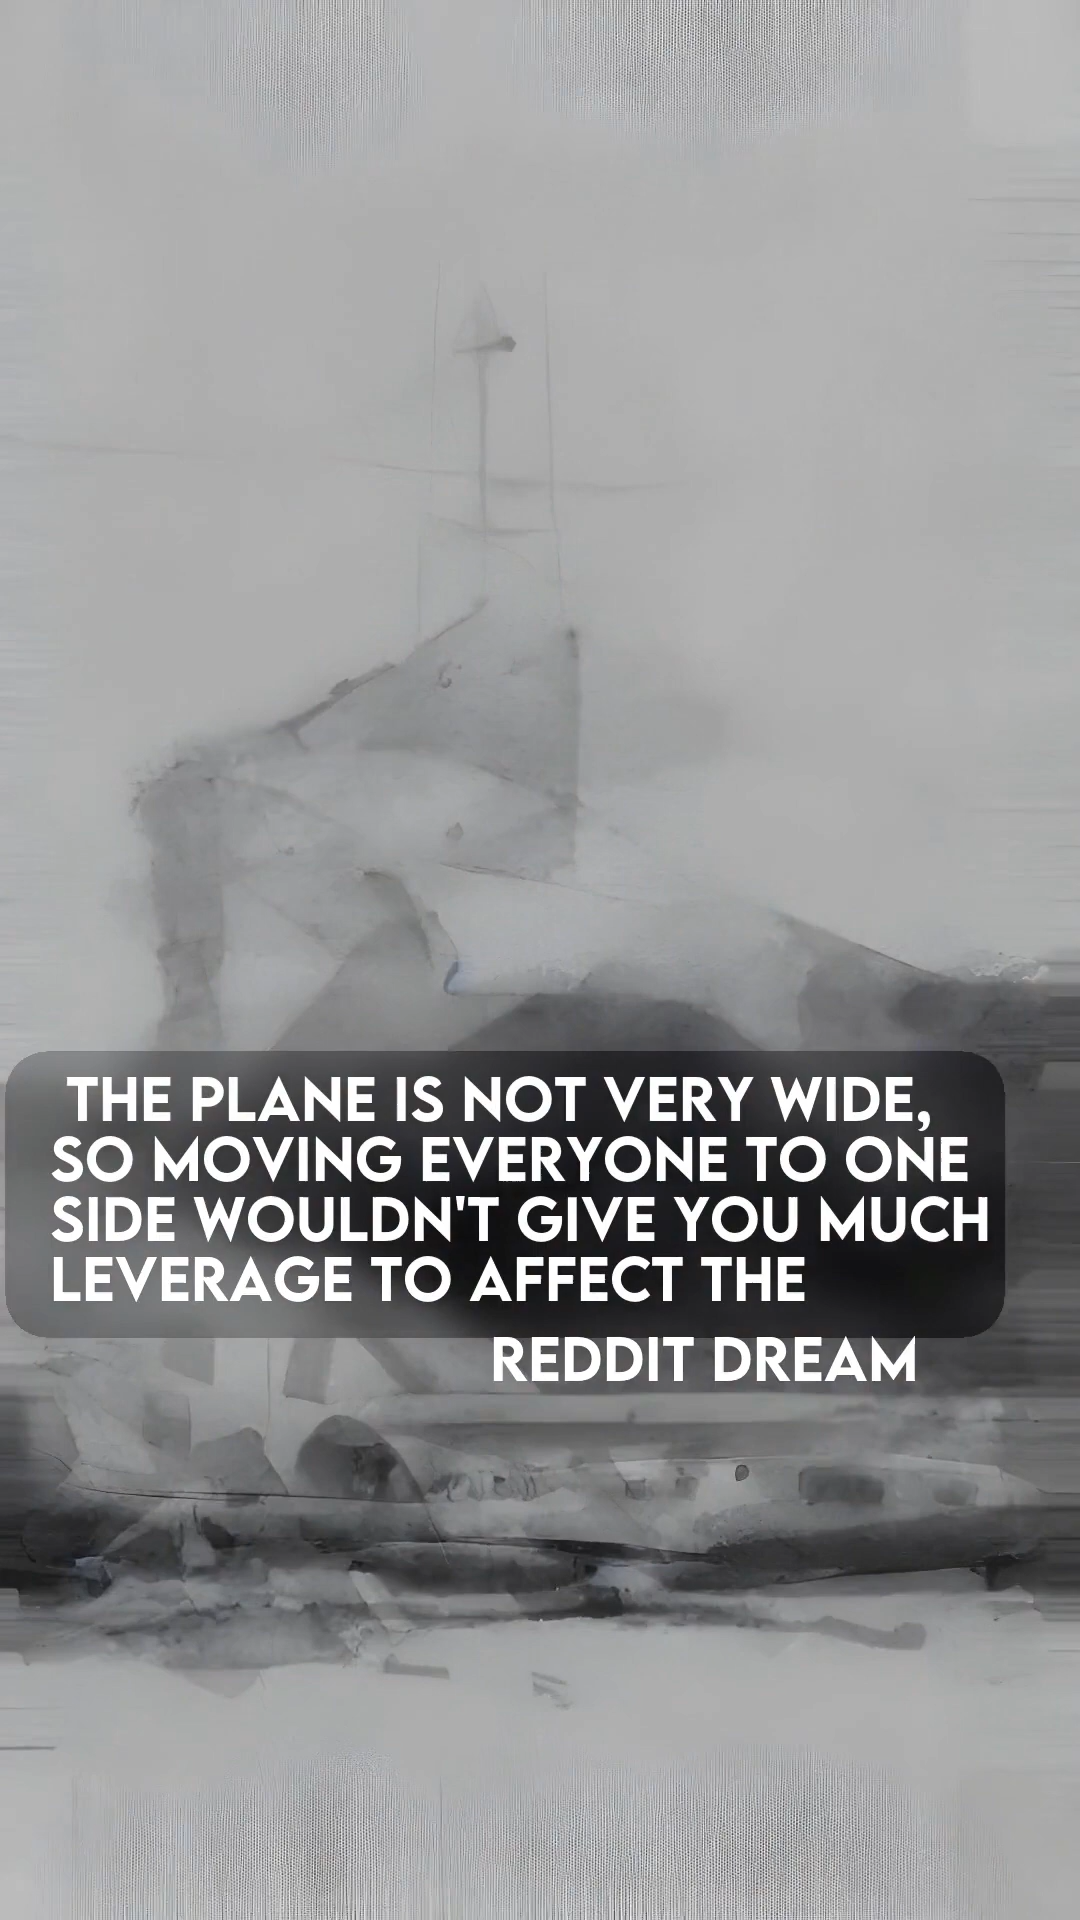 THE PLANE IS NOT VERY WIDE,
SO MOVING EVERYONE TO ONE
SIDE WOULDN'T GIVE YOU MUCH
LEVERAGE TO AFFECT THE
REDDIT DREAM